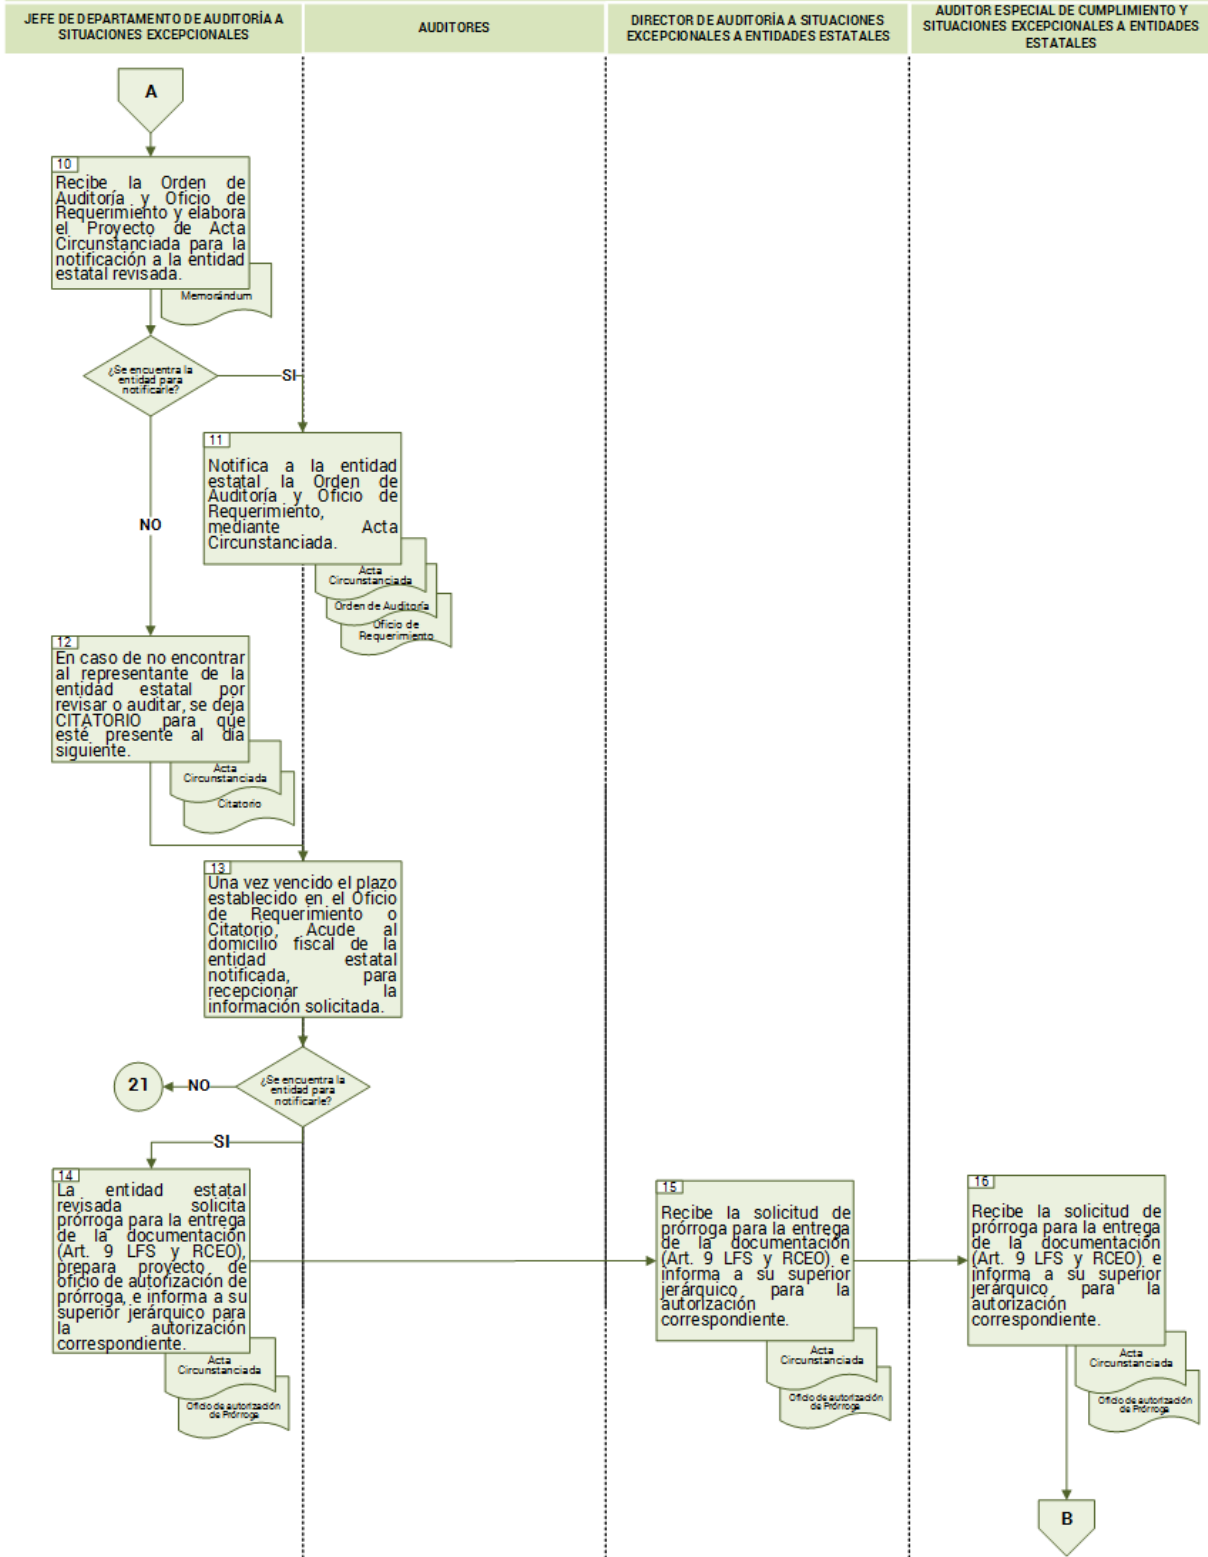 JEFE DE DEPARTAMENTO DE AUDITORÍA A
SITUACIONES EXCEPCIONALES
AUDITORES
DIRECTOR DE AUDITORÍA A SITUACIONES
EXCEPCIONALES A ENTIDADES ESTATALES
AUDITOR ESPECIAL DE CUMPLIMIENTO Y
SITUACIONES EXCEPCIONALES A ENTIDADES
ESTATALES
A
10
Recibe la Orden de
Auditoría y Oficio de
Requerimiento y elabora
el Proyecto de Acta
Circunstanciada para la
notificación a la entidad
estatal revisada.
Memorándum
¿Se encuentra la
entidad para
notificarle?
SI
NO
11
Notifica a la entidad
estatal la Orden de
Auditoría y Oficio de
Requerimiento,
mediante Acta
Circunstanciada.
Acta
Circunstanciada
Orden de Auditoría
Oficio de
Requerimiento
12
En caso de no encontrar
al representante de la
entidad estatal por
revisar o auditar, se deja
CITATORIO para que
esté presente al día
siguiente.
Acta
Circunstanciada
Citatorio
13
Una vez vencido el plazo
establecido en el Oficio
de Requerimiento o
Citatorio, Acude al
domicilio fiscal de la
entidad estatal
notificada, para
recepcionar la
información solicitada.
¿Se encuentra la
entidad para
notificarle?
NO
21
SI
14
La entidad estatal
revisada solicita
prórroga para la entrega
de la documentación
(Art. 9 LFS y RCEO),
prepara proyecto de
oficio de autorización de
prórroga, e informa a su
superior jerárquico para
la autorización
correspondiente.
Acta
Circunstanciada
Oficio de autorización
de Prórroga
15
Recibe la solicitud de
prórroga para la entrega
de la documentación
(Art. 9 LFS y RCEO) e
informa a su superior
jerárquico para la
autorización
correspondiente.
Acta
Circunstanciada
Oficio de autorización
de Prórroga
16
Recibe la solicitud de
prórroga para la entrega
de la documentación
(Art. 9 LFS y RCEO) e
informa a su superior
jerárquico para la
autorización
correspondiente.
Acta
Circunstanciada
Oficio de autorización
de Prórroga
B